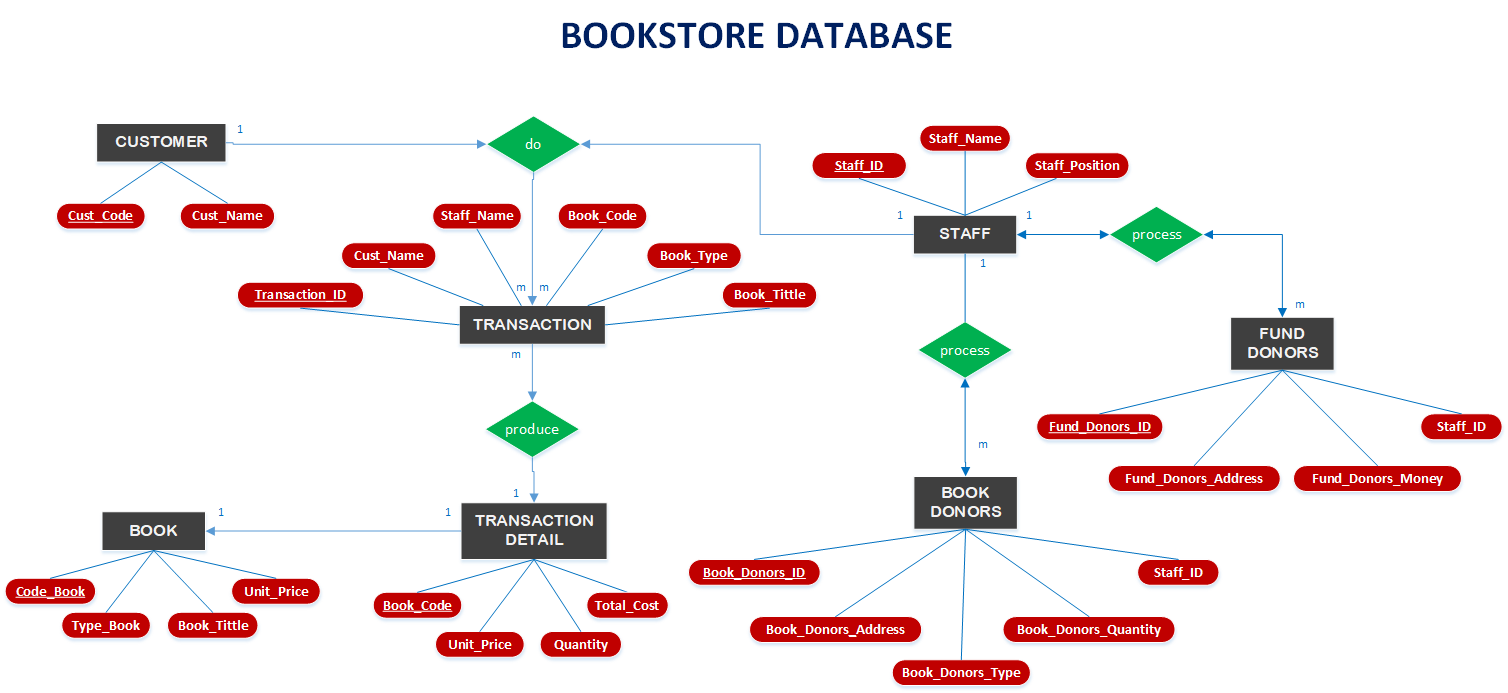 BOOKSTORE DATABASE
CUSTOMER
1
do
Cust_Code
Cust_Name
Staff_Name
Staff_ID
Staff_Position
1
STAFF
1
process
1
Transaction_ID
Cust_Name
Staff_Name
Book_Code
Book_Type
Book_Tittle
m
m
TRANSACTION
m
produce
1
process
m
m
FUND
DONORS
Fund_Donors_ID
Staff_ID
Fund_Donors_Address
Fund_Donors_Money
BOOK
1
1
TRANSACTION
DETAIL
BOOK
DONORS
Code_Book
Unit_Price
Type_Book
Book_Tittle
Book_Code
Total_Cost
Unit_Price
Quantity
Book_Donors_ID
Staff_ID
Book_Donors_Address
Book_Donors_Quantity
Book_Donors_Type